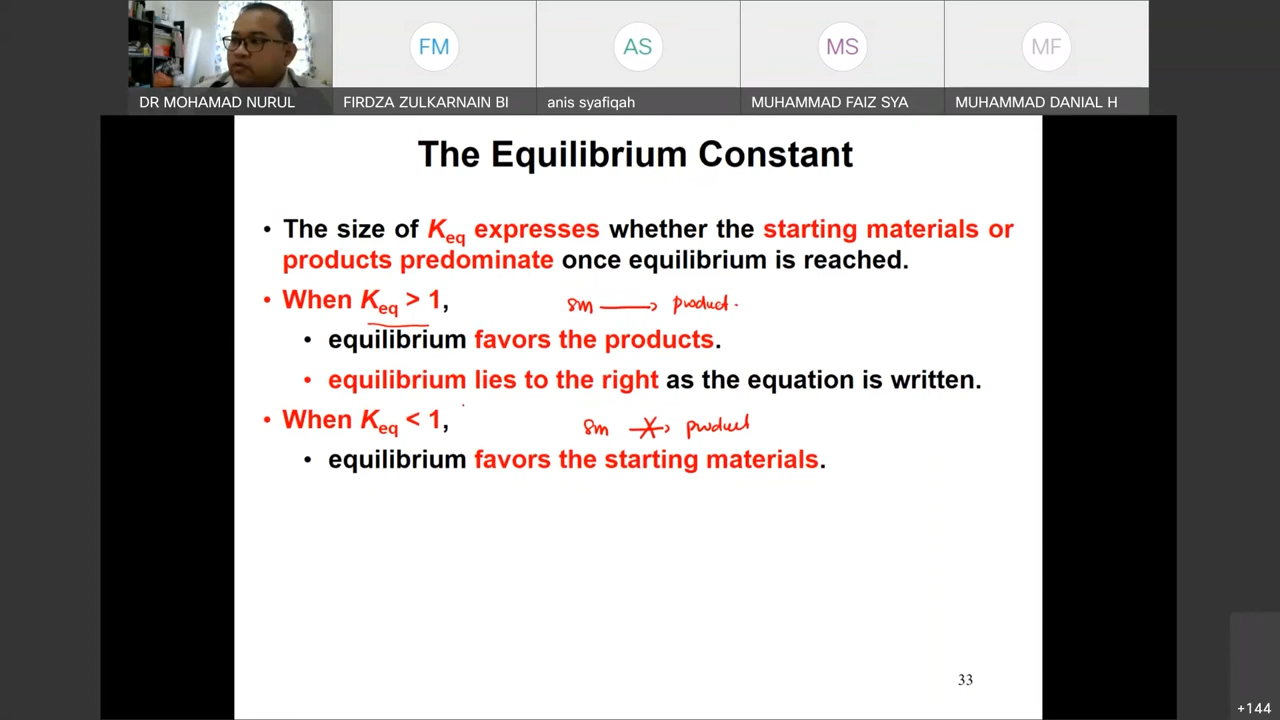 FM
AS
MS
MF
DR MOHAMAD NURUL
FIRDZA ZULKARNAIN BI
anis syafiqah
MUHAMMAD FAIZ SYA
MUHAMMAD DANIAL H
The Equilibrium Constant
• The size of Keq expresses whether the starting materials or
products predominate once equilibrium is reached.
• When Keq > 1,
sm ⟶ product.
• equilibrium favors the products.
• equilibrium lies to the right as the equation is written.
• When Keq < 1,
sm ⟶ product
• equilibrium favors the starting materials.
33
+144